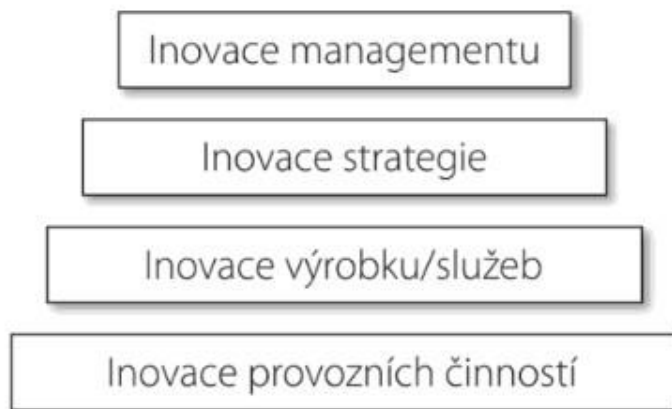 Inovace managementu
Inovace strategie
Inovace výrobku/služeb
Inovace provozních činností